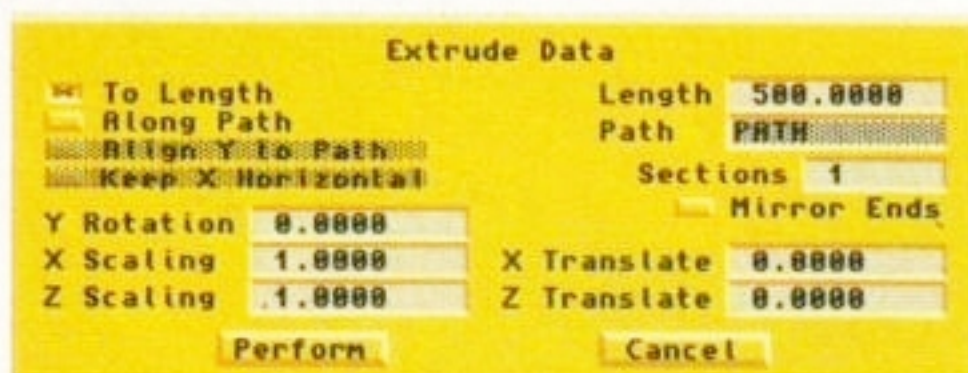 Extrude Data
To Length
Length 500.0000
Along Path
Path PATH
Align Y to Path
Keep X Horizontal
Sections 1
Mirror Ends
Y Rotation 0.0000
X Scaling 1.0000
X Translate 0.0000
Z Scaling 1.0000
Z Translate 0.0000
Perform
Cancel